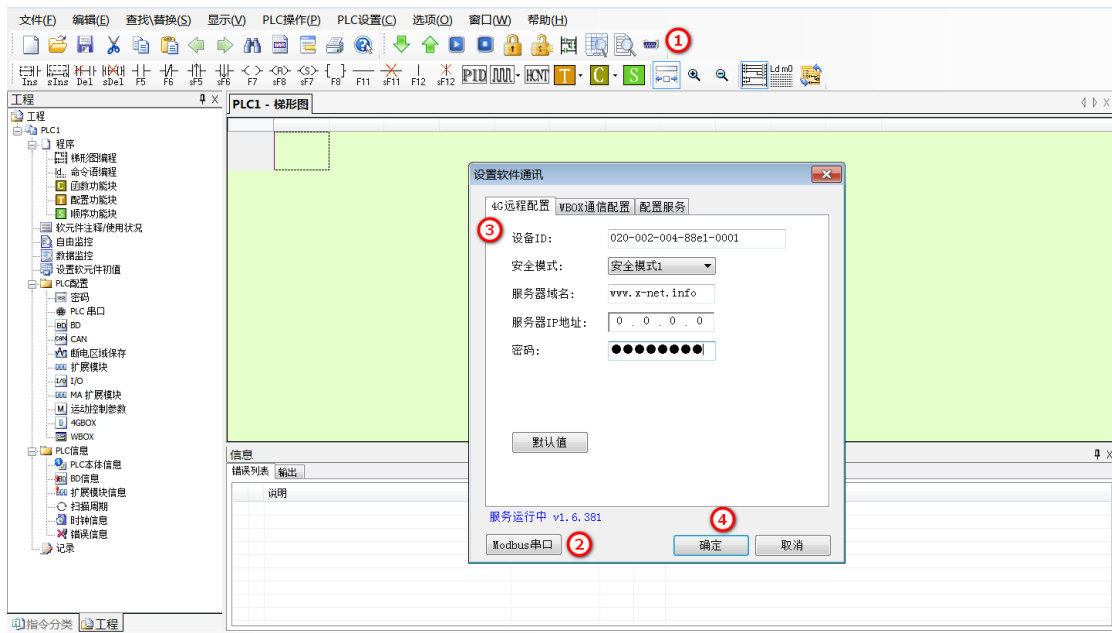 文件(F) 编辑(E) 查找\替换(S) 显示(V) PLC操作(P) PLC设置(C) 选项(O) 窗口(W) 帮助(H)
1
Ins sIns Del sDel F5 F6 sF5 sF6 F7 sF8 sF7 F8 F11 sF11 F12 sF12 PID HCNT T C S Ld m0
工程
PLC1 - 梯形图
工程
PLC1
程序
梯形图编程
命令语编程
函数功能块
配置功能块
顺序功能块
软元件注释/使用状况
自由监控
数据监控
设置软元件初值
PLC配置
密码
PLC 串口
BD BD
CAN CAN
断电区域保存
扩展模块
I/O I/O
MA 扩展模块
M 运动控制参数
4GBOX
WBOX
PLC信息
PLC本体信息
BD BD信息
扩展模块信息
扫描周期
时钟信息
错误信息
记录
指令分类 工程
设置软件通讯
4G远程配置 WBOX通信配置 配置服务
3
设备ID: 020-002-004-88e1-0001
安全模式: 安全模式1
服务器域名: www.x-net.info
服务器IP地址: 0 . 0 . 0 . 0
密码: ●●●●●●●●
默认值
服务运行中 v1.6.381
4
Modbus串口 2 确定 取消
信息
错误列表 输出
说明